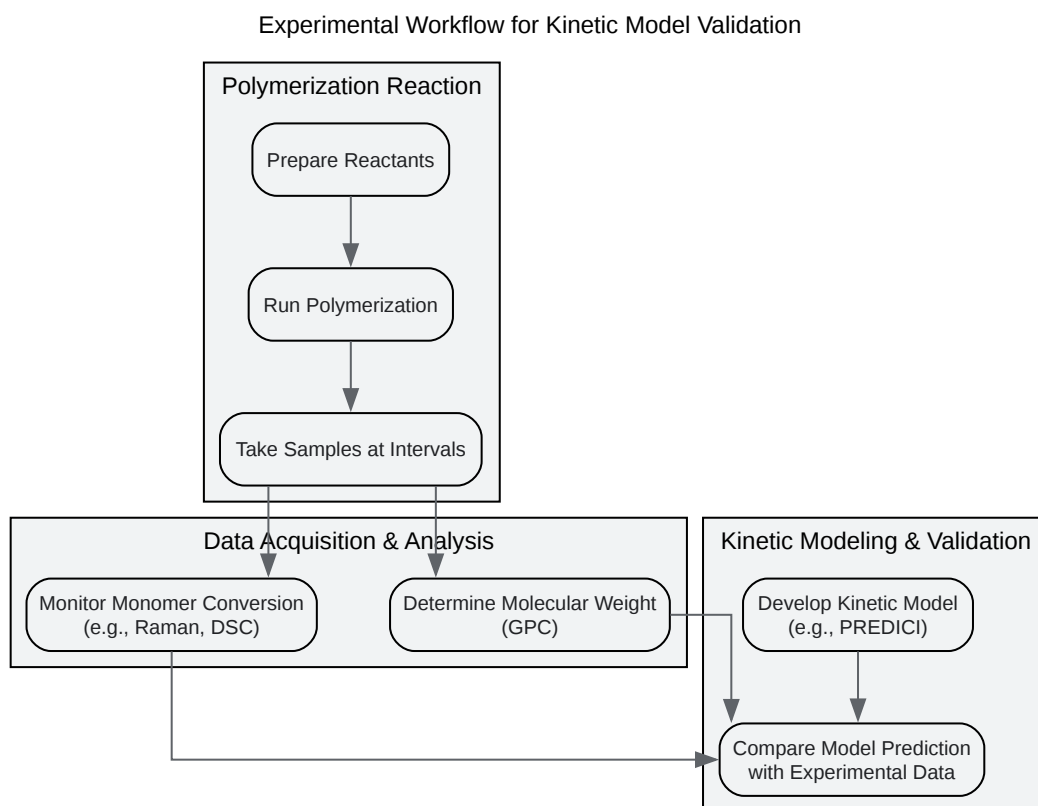 Experimental Workflow for Kinetic Model Validation
Polymerization Reaction
Prepare Reactants
Run Polymerization
Take Samples at Intervals
Data Acquisition & Analysis
Monitor Monomer Conversion
(e.g., Raman, DSC)
Determine Molecular Weight
(GPC)
Kinetic Modeling & Validation
Develop Kinetic Model
(e.g., PREDICI)
Compare Model Prediction
with Experimental Data